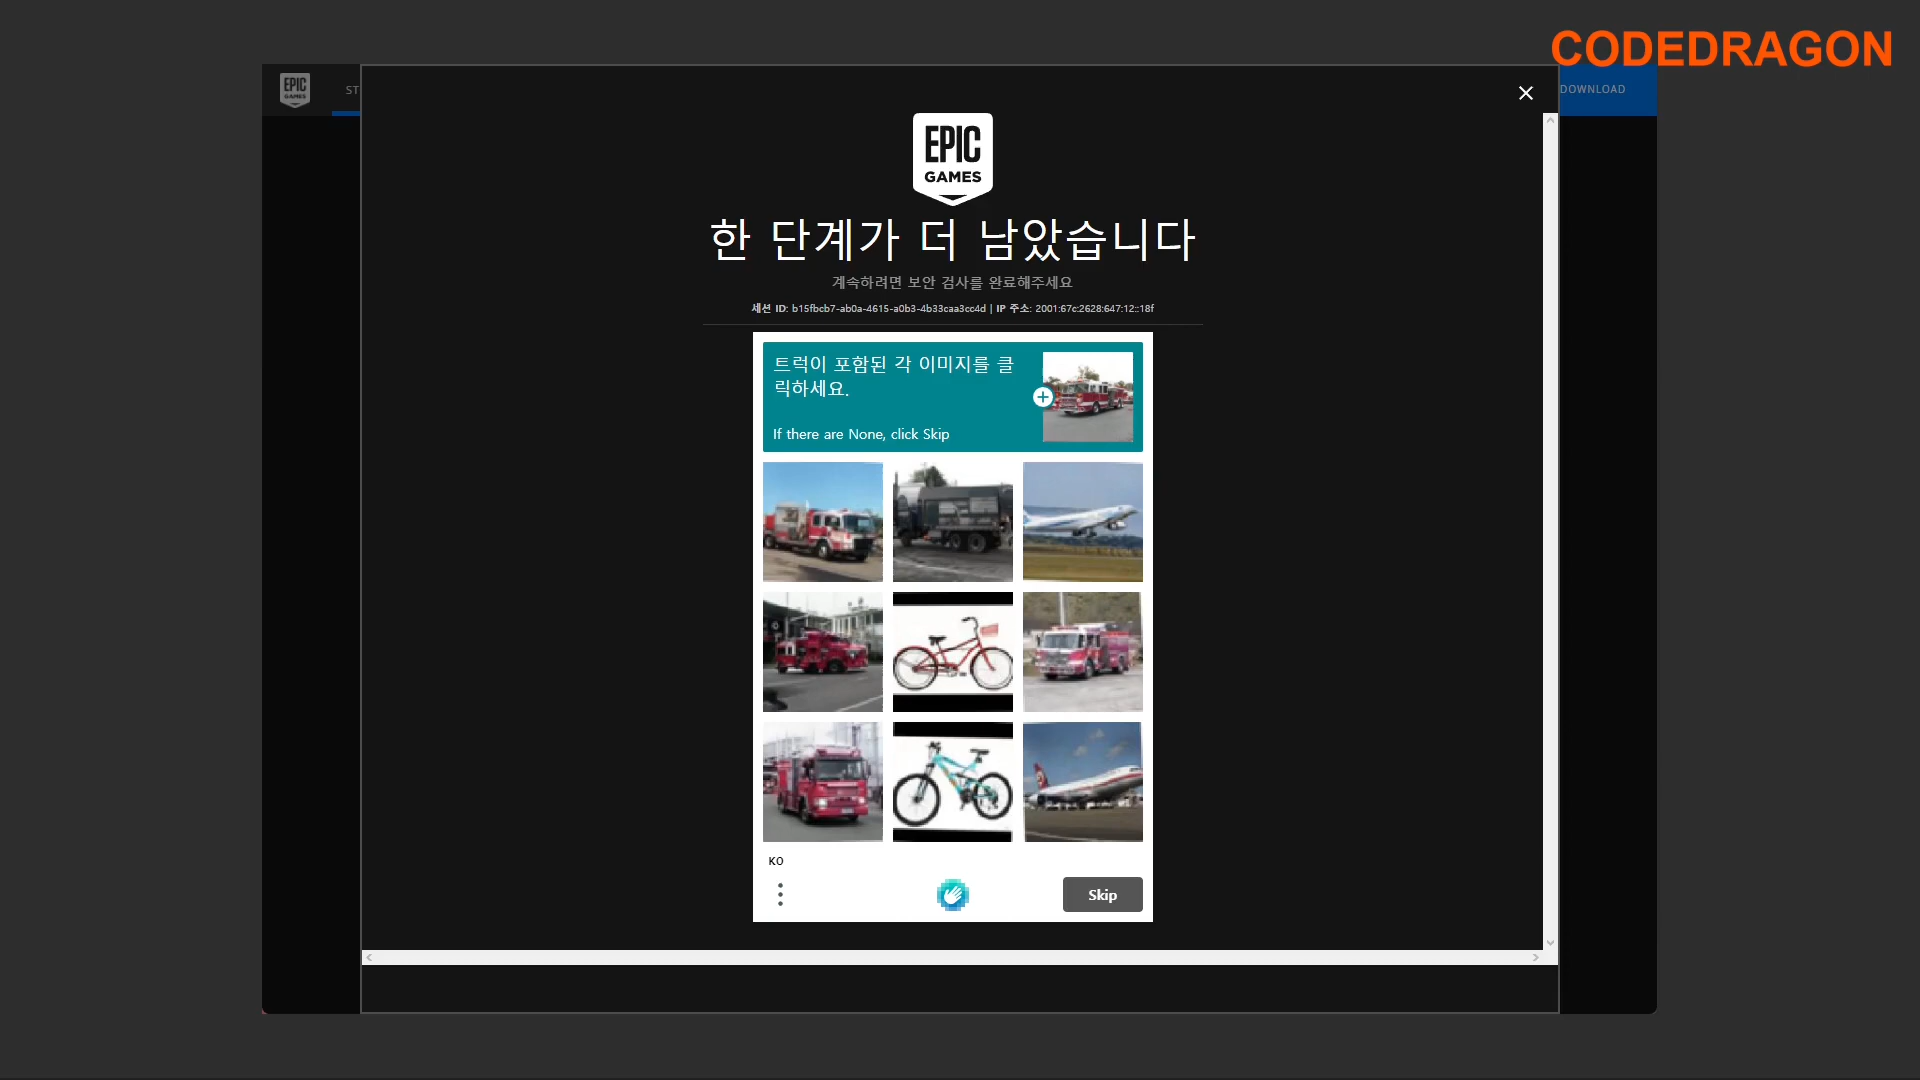 CODEDRAGON
EPIC
GAMES
ST
DOWNLOAD
EPIC
GAMES
한 단계가 더 남았습니다
계속하려면 보안 검사를 완료해주세요
세션 ID: b15fbcb7-ab0a-4615-a0b3-4b33caa3cc4d | IP 주소: 2001:67c:2628:647:12::18f
트럭이 포함된 각 이미지를 클
릭하세요.
If there are None, click Skip
KO
Skip